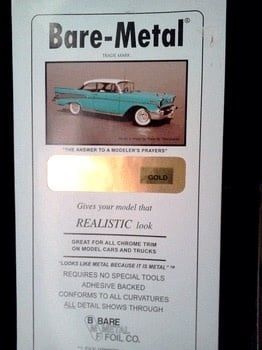 Bare-Metal®
TRADE MARK
"THE ANSWER TO A MODELER'S PRAYERS"
GOLD
Gives your model that
REALISTIC look
GREAT FOR ALL CHROME TRIM
ON MODEL CARS AND TRUCKS
"LOOKS LIKE METAL BECAUSE IT IS METAL"™
REQUIRES NO SPECIAL TOOLS
ADHESIVE BACKED
CONFORMS TO ALL CURVATURES
ALL DETAIL SHOWS THROUGH
B BARE
METAL
FOIL CO.